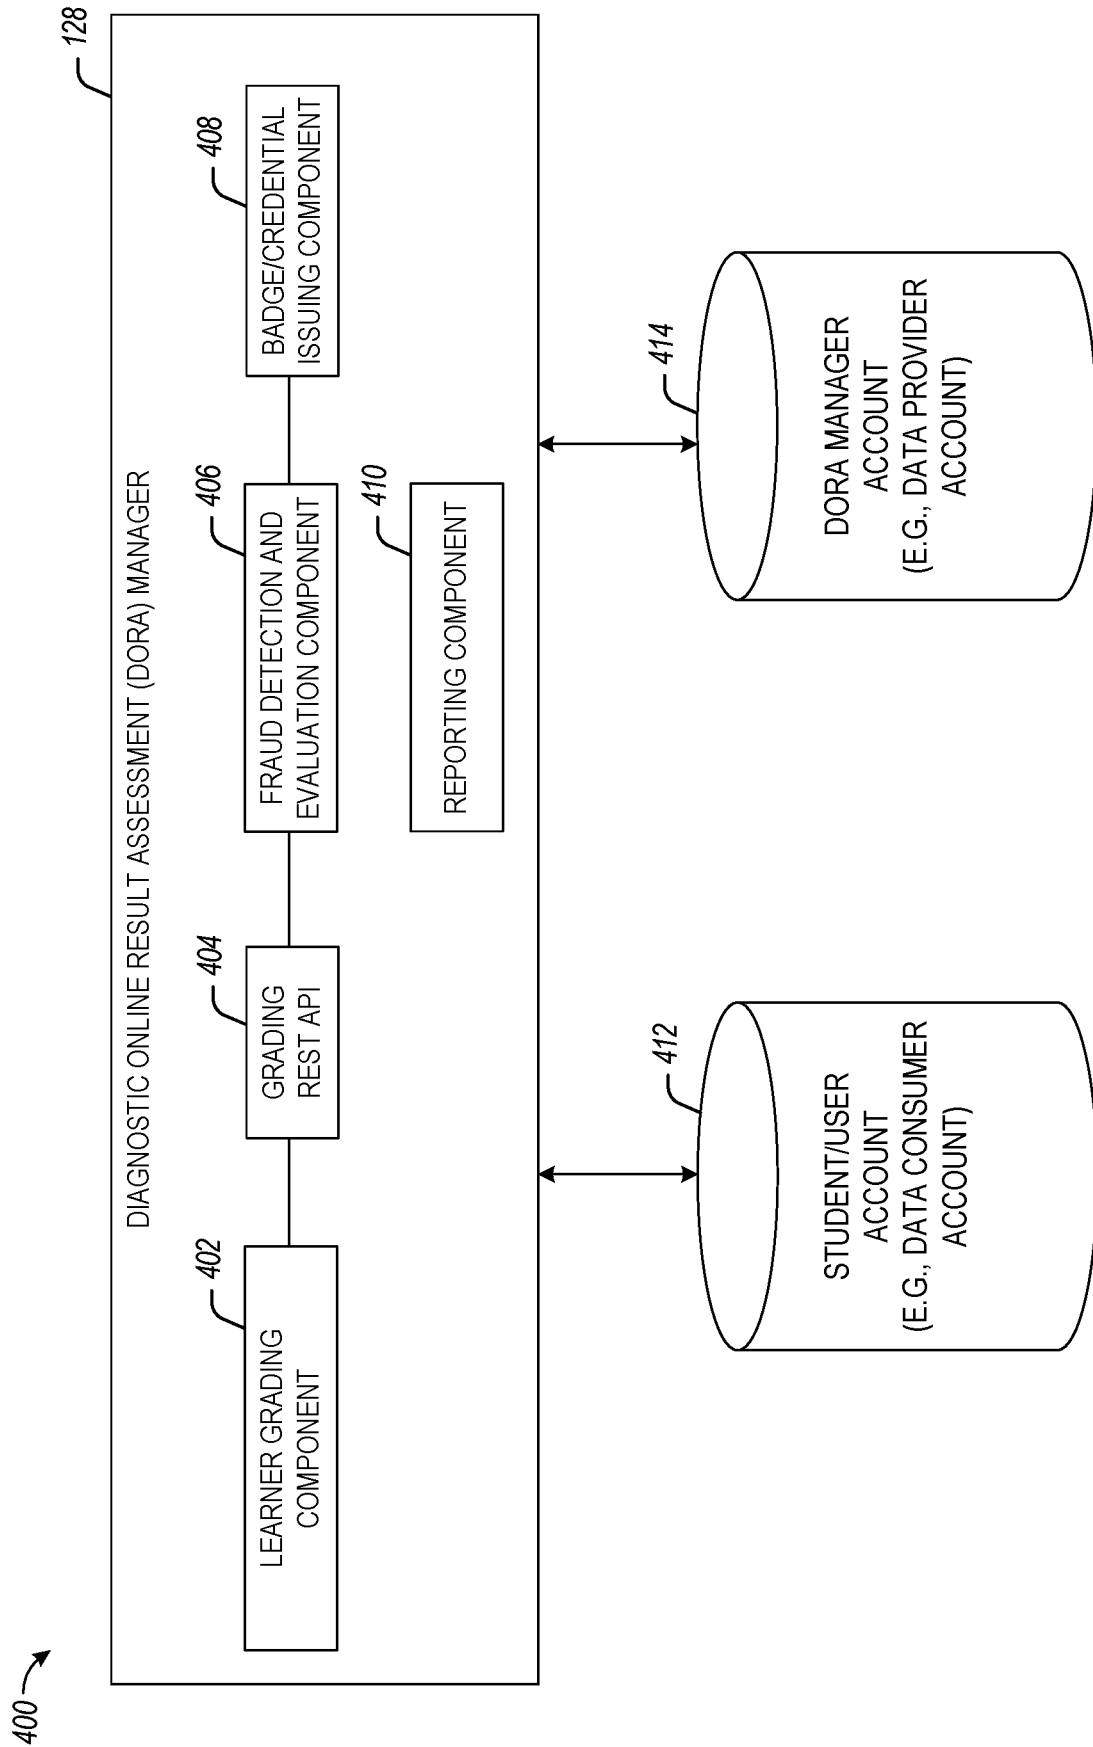 400
128
DIAGNOSTIC ONLINE RESULT ASSESSMENT (DORA) MANAGER
402
LEARNER GRADING
COMPONENT
404
GRADING
REST API
406
FRAUD DETECTION AND
EVALUATION COMPONENT
408
BADGE/CREDENTIAL
ISSUING COMPONENT
410
REPORTING COMPONENT
412
STUDENT/USER
ACCOUNT
(E.G., DATA CONSUMER
ACCOUNT)
414
DORA MANAGER
ACCOUNT
(E.G., DATA PROVIDER
ACCOUNT)